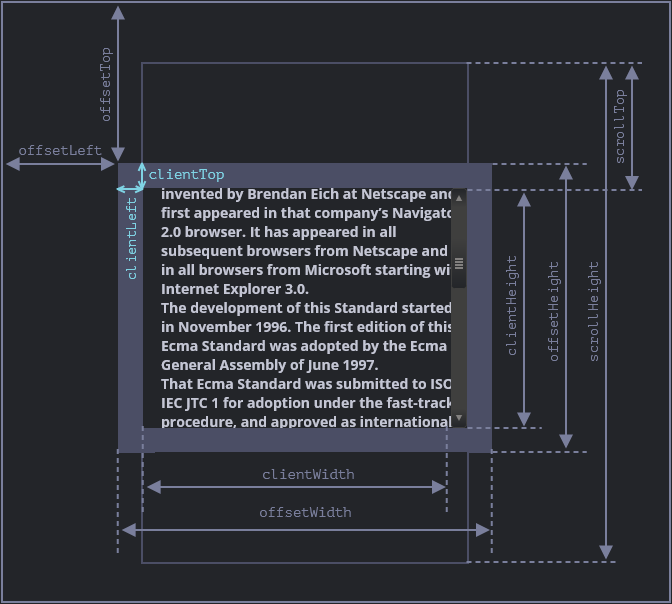 offsetTop
scrollTop
offsetLeft
clientTop
clientLeft
invented by Brendan Eich at Netscape and
first appeared in that company’s Navigato
2.0 browser. It has appeared in all
subsequent browsers from Netscape and
in all browsers from Microsoft starting wi
Internet Explorer 3.0.
The development of this Standard started
in November 1996. The first edition of this
Ecma Standard was adopted by the Ecma
General Assembly of June 1997.
That Ecma Standard was submitted to ISO
IEC JTC 1 for adoption under the fast-track
procedure, and approved as international
clientHeight
offsetHeight
scrollHeight
clientWidth
offsetWidth